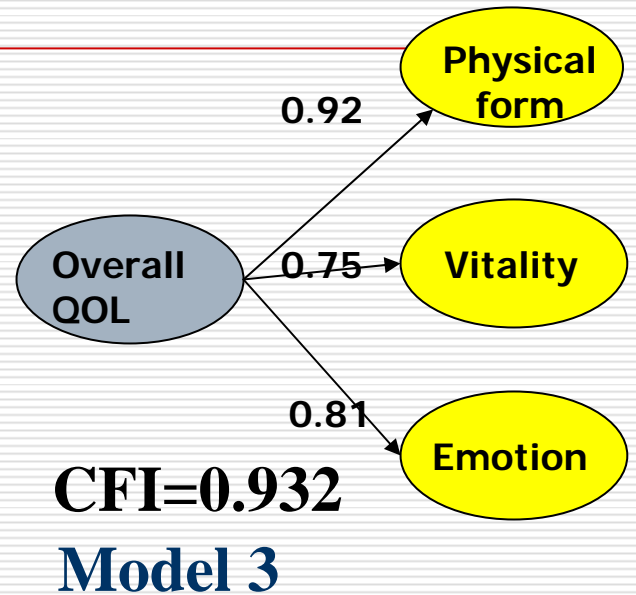 Physical
form
0.92
Overall
QOL
0.75
Vitality
0.81
Emotion
CFI=0.932
Model 3